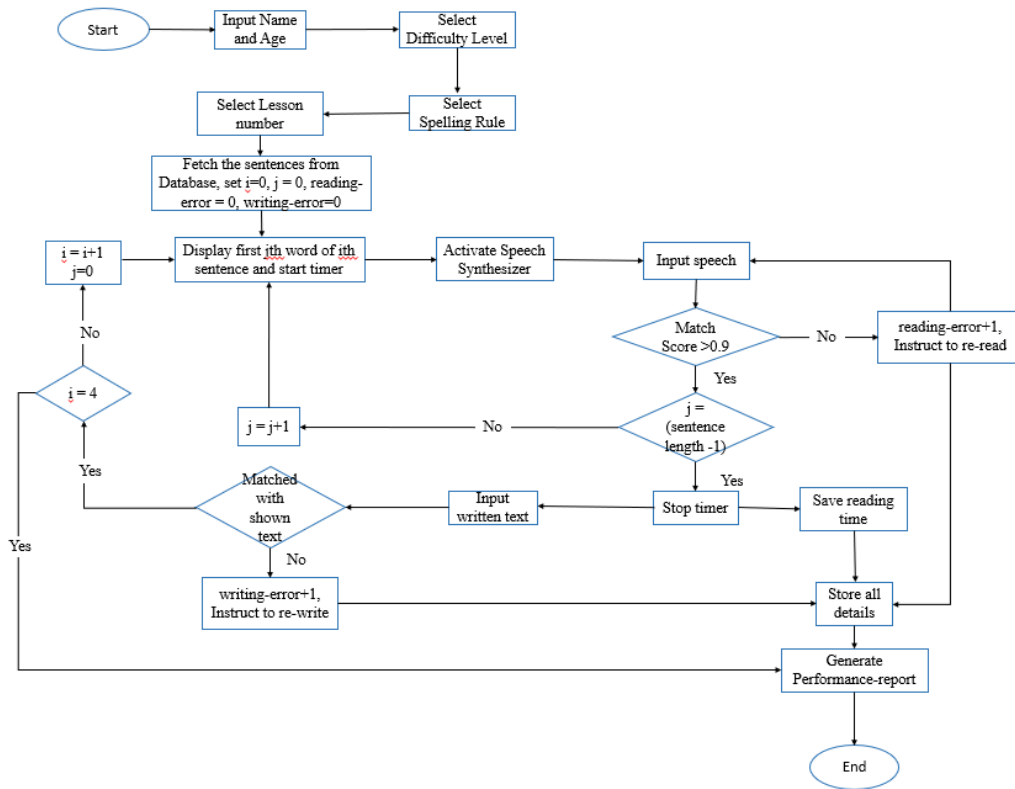 Start
Input Name
and Age
Select
Difficulty Level
Select Lesson
number
Select
Spelling Rule
Fetch the sentences from
Database, set i=0, j = 0, reading-
error = 0, writing-error=0
i = i+1
j=0
Display first jth word of ith
sentence and start timer
Activate Speech
Synthesizer
Input speech
No
Match
Score >0.9
No
reading-error+1,
Instruct to re-read
Yes
i = 4
j = j+1
No
j =
(sentence
length -1)
Yes
Yes
Matched
with
shown
text
Input
written text
Stop timer
Save reading
time
Yes
No
writing-error+1,
Instruct to re-write
Store all
details
Generate
Performance-report
End